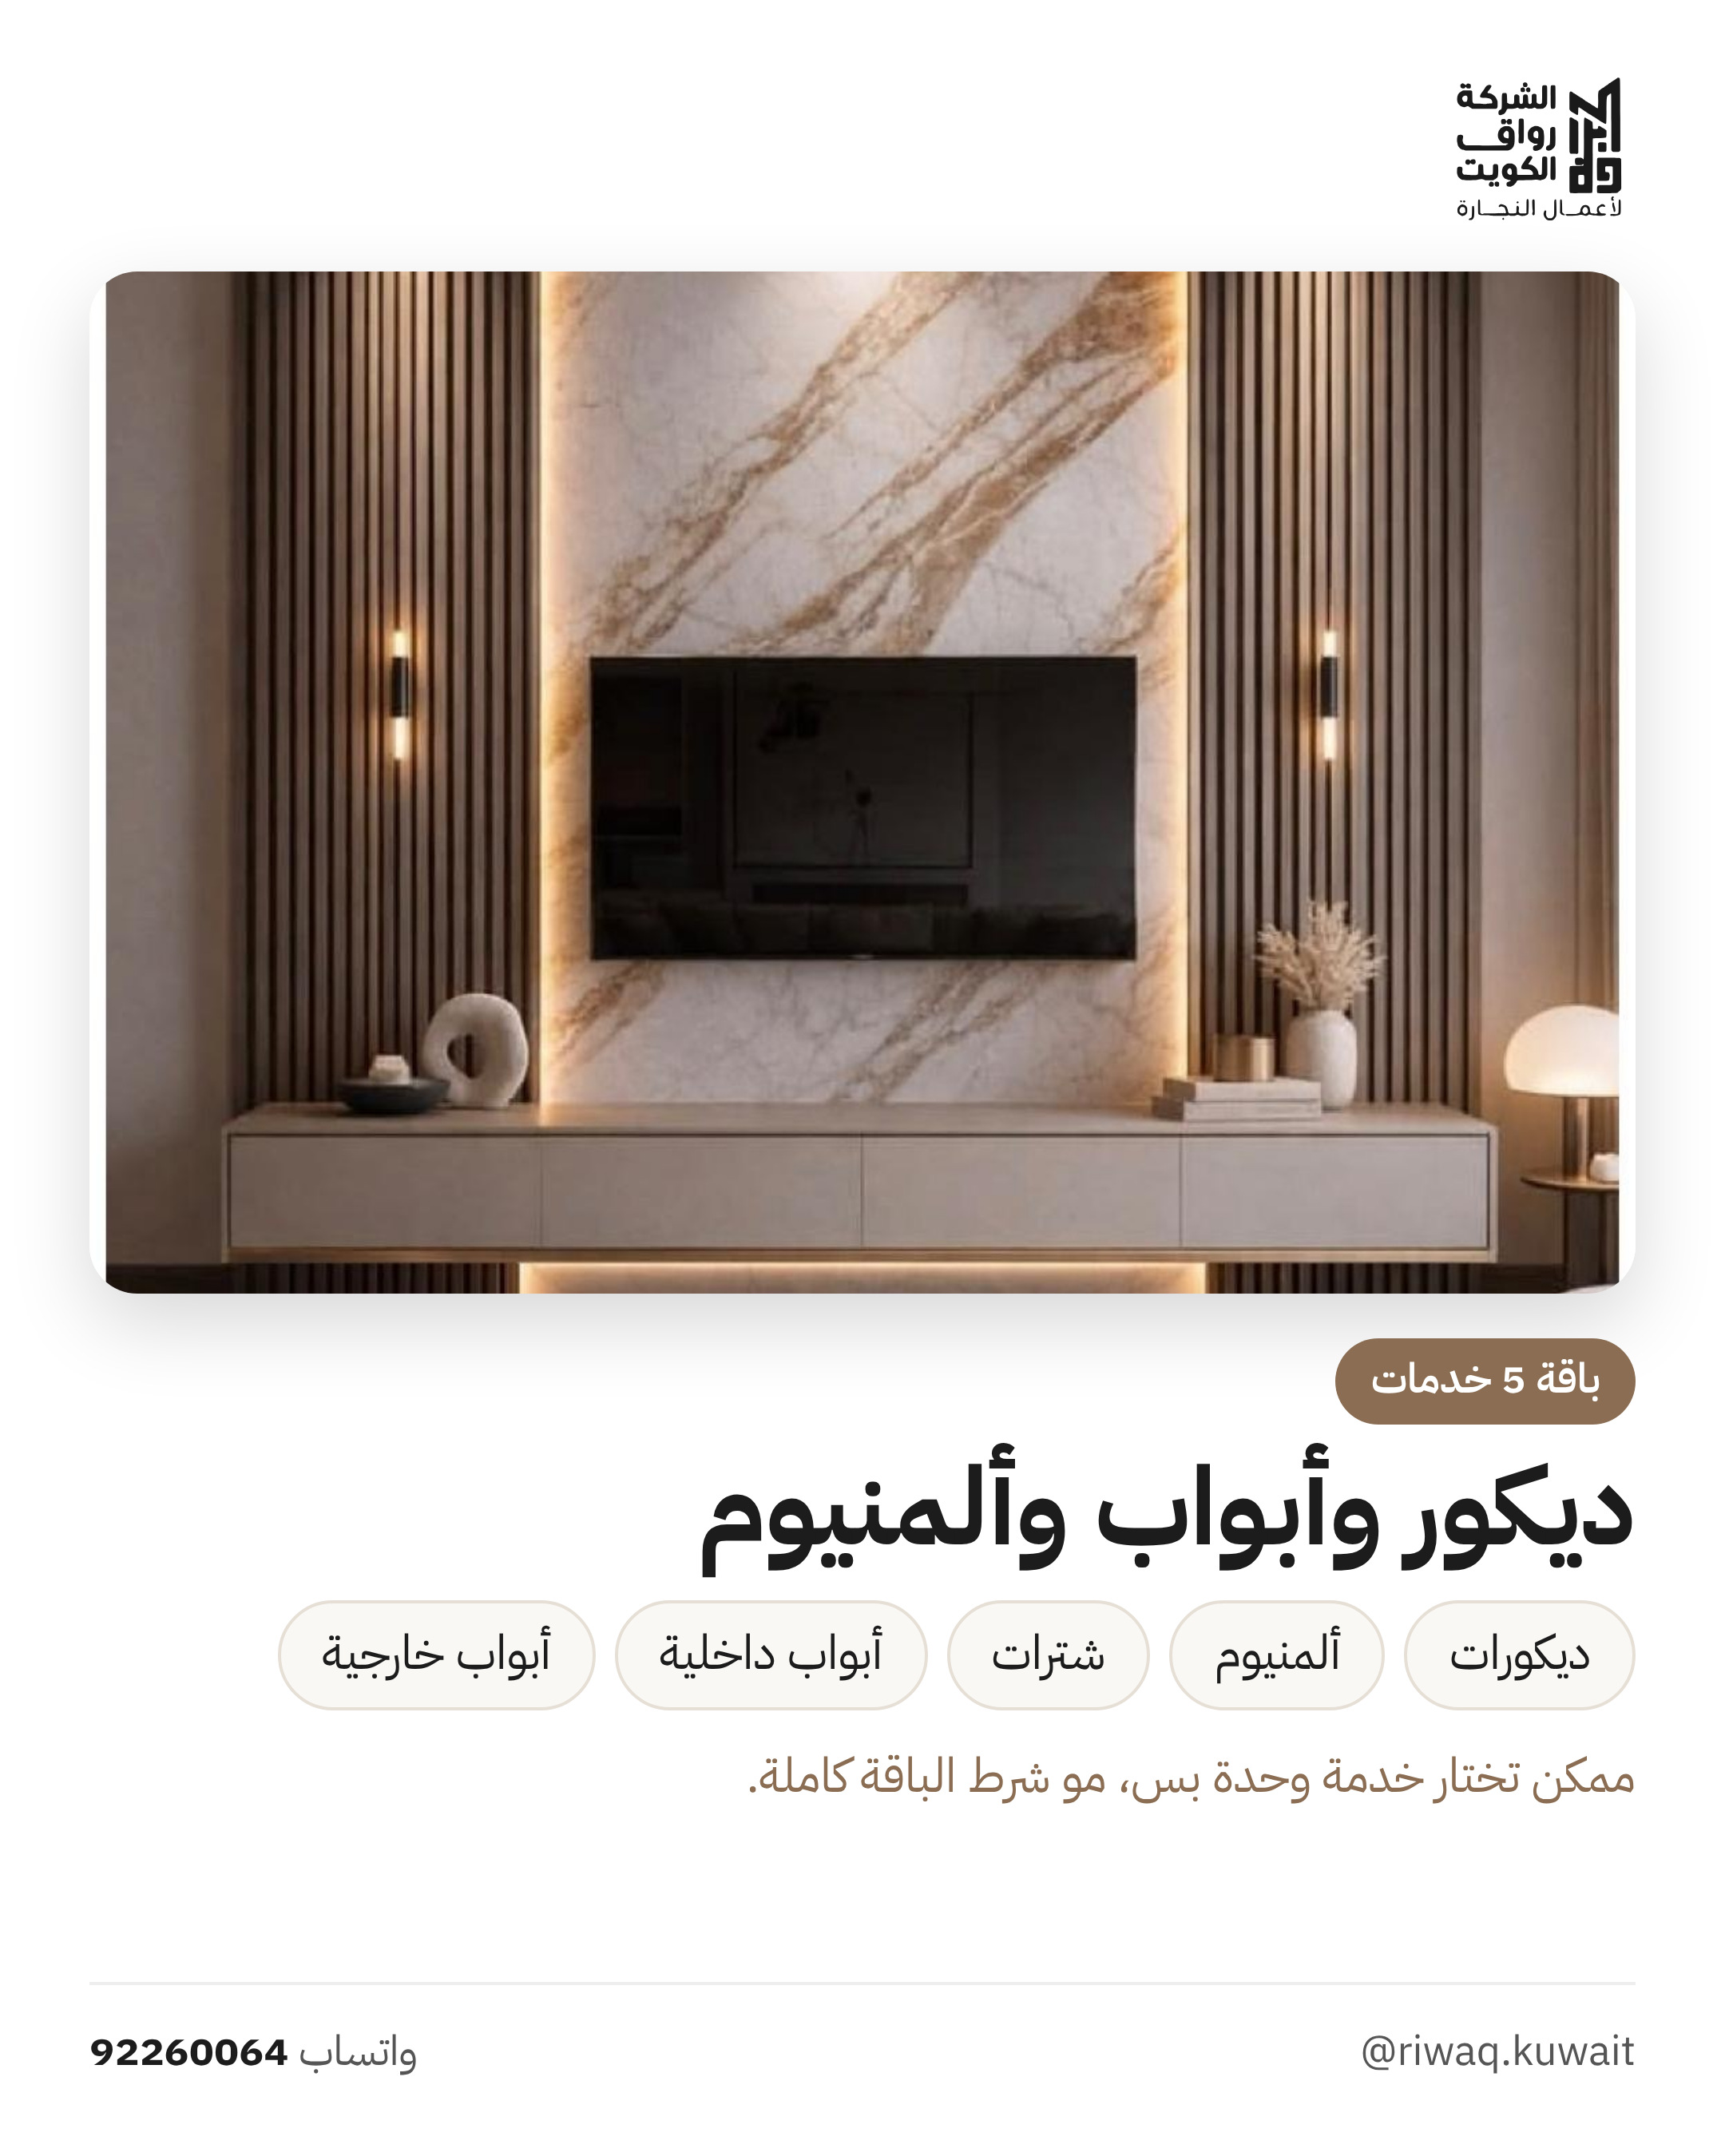 الشركة
رواق
الكويت
لأعمال النجارة
باقة 5 خدمات
ديكور وأبواب وألمنيوم
ديكورات
ألمنيوم
شترات
أبواب داخلية
أبواب خارجية
ممكن تختار خدمة وحدة بس، مو شرط الباقة كاملة.
@riwaq.kuwait
واتساب 92260064